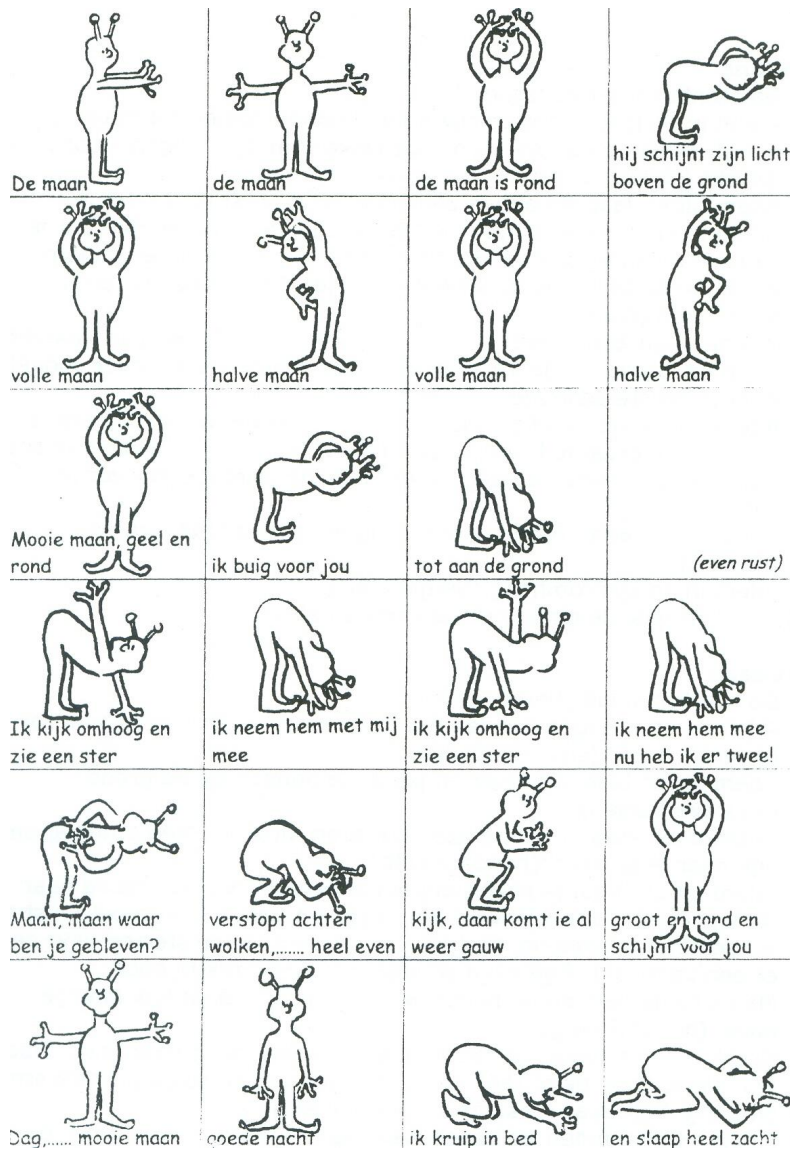 De maan
de maan
de maan is rond
hij schijnt zijn licht
boven de grond
volle maan
halve maan
volle maan
halve maan
Mooie maan, geel en
rond
ik buig voor jou
tot aan de grond
(even rust)
Ik kijk omhoog en
zie een ster
ik neem hem met mij
mee
ik kijk omhoog en
zie een ster
ik neem hem mee
nu heb ik er twee!
Maan, maan waar
ben je gebleven?
verstopt achter
wolken,....... heel even
kijk, daar komt ie al
weer gauw
groot en rond en
schijnt voor jou
Dag,...... mooie maan
goede nacht
ik kruip in bed
en slaap heel zacht